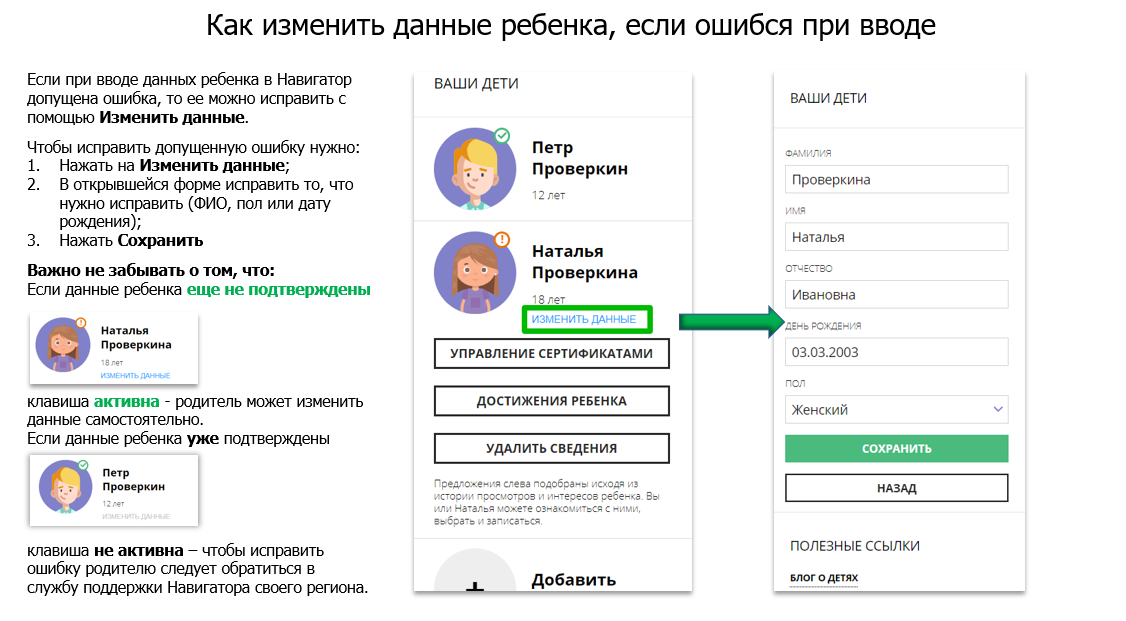 Как изменить данные ребенка, если ошибся при вводе
Если при вводе данных ребенка в Навигатор
допущена ошибка, то ее можно исправить с
помощью Изменить данные.
Чтобы исправить допущенную ошибку нужно:
1. Нажать на Изменить данные;
2. В открывшейся форме исправить то, что
нужно исправить (ФИО, пол или дату
рождения);
3. Нажать Сохранить
Важно не забывать о том, что:
Если данные ребенка еще не подтверждены
Наталья
Проверкина
18 лет
ИЗМЕНИТЬ ДАННЫЕ
клавиша активна - родитель может изменить
данные самостоятельно.
Если данные ребенка уже подтверждены
Петр
Проверкин
12 лет
ИЗМЕНИТЬ ДАННЫЕ
клавиша не активна – чтобы исправить
ошибку родителю следует обратиться в
службу поддержки Навигатора своего региона.
ВАШИ ДЕТИ
Петр
Проверкин
12 лет
Наталья
Проверкина
18 лет
ИЗМЕНИТЬ ДАННЫЕ
УПРАВЛЕНИЕ СЕРТИФИКАТАМИ
ДОСТИЖЕНИЯ РЕБЕНКА
УДАЛИТЬ СВЕДЕНИЯ
Предложения слева подобраны исходя из
истории просмотров и интересов ребенка. Вы
или Наталья можете ознакомиться с ними,
выбрать и записаться.
+
Добавить
ВАШИ ДЕТИ
ФАМИЛИЯ
Проверкина
ИМЯ
Наталья
ОТЧЕСТВО
Ивановна
ДЕНЬ РОЖДЕНИЯ
03.03.2003
ПОЛ
Женский
СОХРАНИТЬ
НАЗАД
ПОЛЕЗНЫЕ ССЫЛКИ
БЛОГ О ДЕТЯХ